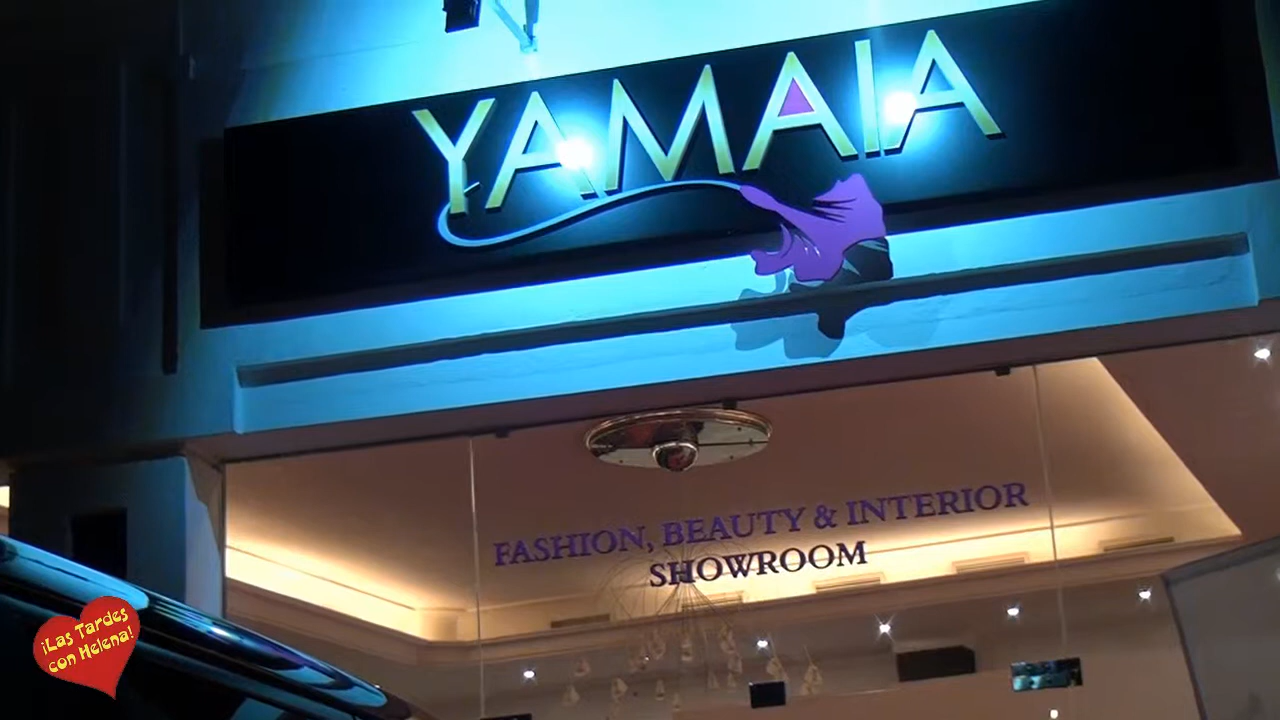 YAMAIA
FASHION, BEAUTY & INTERIOR
SHOWROOM
¡Las Tardes
con Helena!